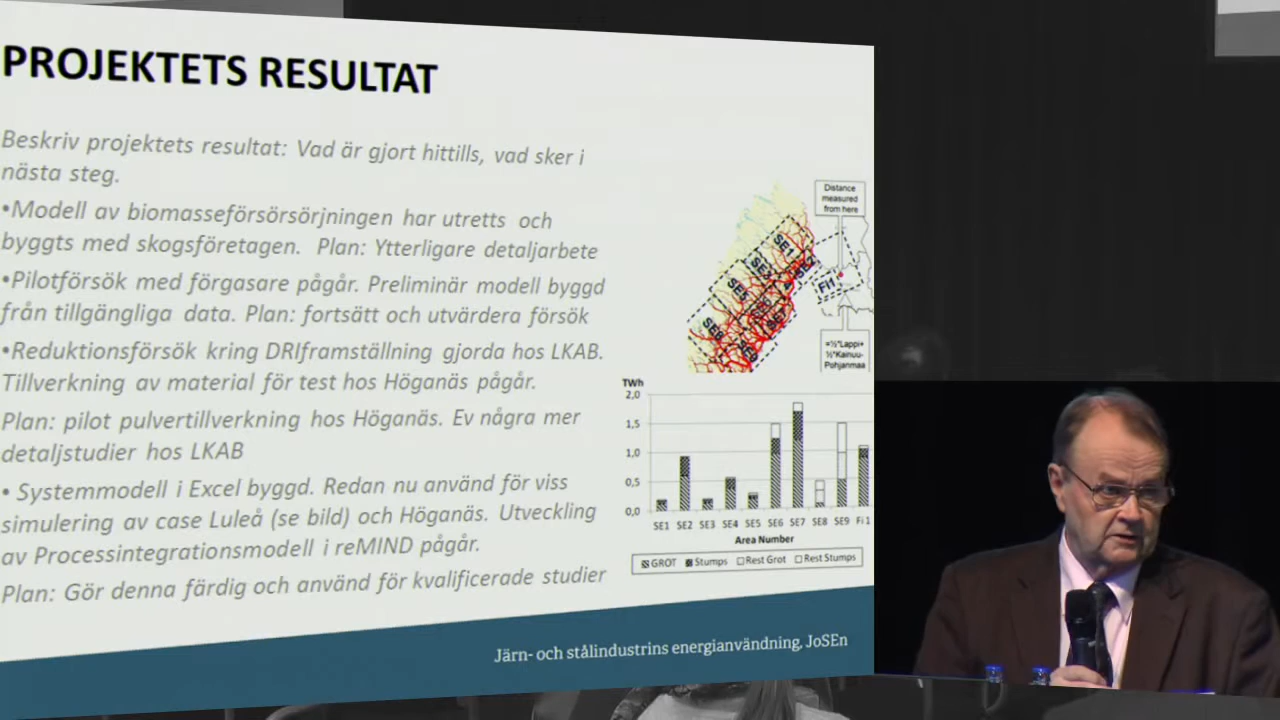 PROJEKTETS RESULTAT
Beskriv projektets resultat: Vad är gjort hittills, vad sker i
nästa steg.
•Modell av biomasseförsörsörjningen har utretts och
byggts med skogsföretagen. Plan: Ytterligare detaljarbete
•Pilotförsök med förgasare pågår. Preliminär modell byggd
från tillgängliga data. Plan: fortsätt och utvärdera försök
•Reduktionsförsök kring DRIframställning gjorda hos LKAB.
Tillverkning av material för test hos Höganäs pågår.
Plan: pilot pulvertillverkning hos Höganäs. Ev några mer
detaljstudier hos LKAB
• Systemmodell i Excel byggd. Redan nu använd för viss
simulering av case Luleå (se bild) och Höganäs. Utveckling
av Processintegrationsmodell i reMIND pågår.
Plan: Gör denna färdig och använd för kvalificerade studier
Distance
measured
from here
SE1
SE2
SE5
SE7
Fi1
=½*Lappi+
½*Kainuu-
Pohjanmaa
TWh
2,0
1,5
1,0
0,5
0,0
SE1 SE2 SE3 SE4 SE5 SE6 SE7 SE8 SE9 Fi 1
Area Number
GROT Stumps Rest Grot Rest Stumps
Järn- och stålindustrins energianvändning, JoSEn